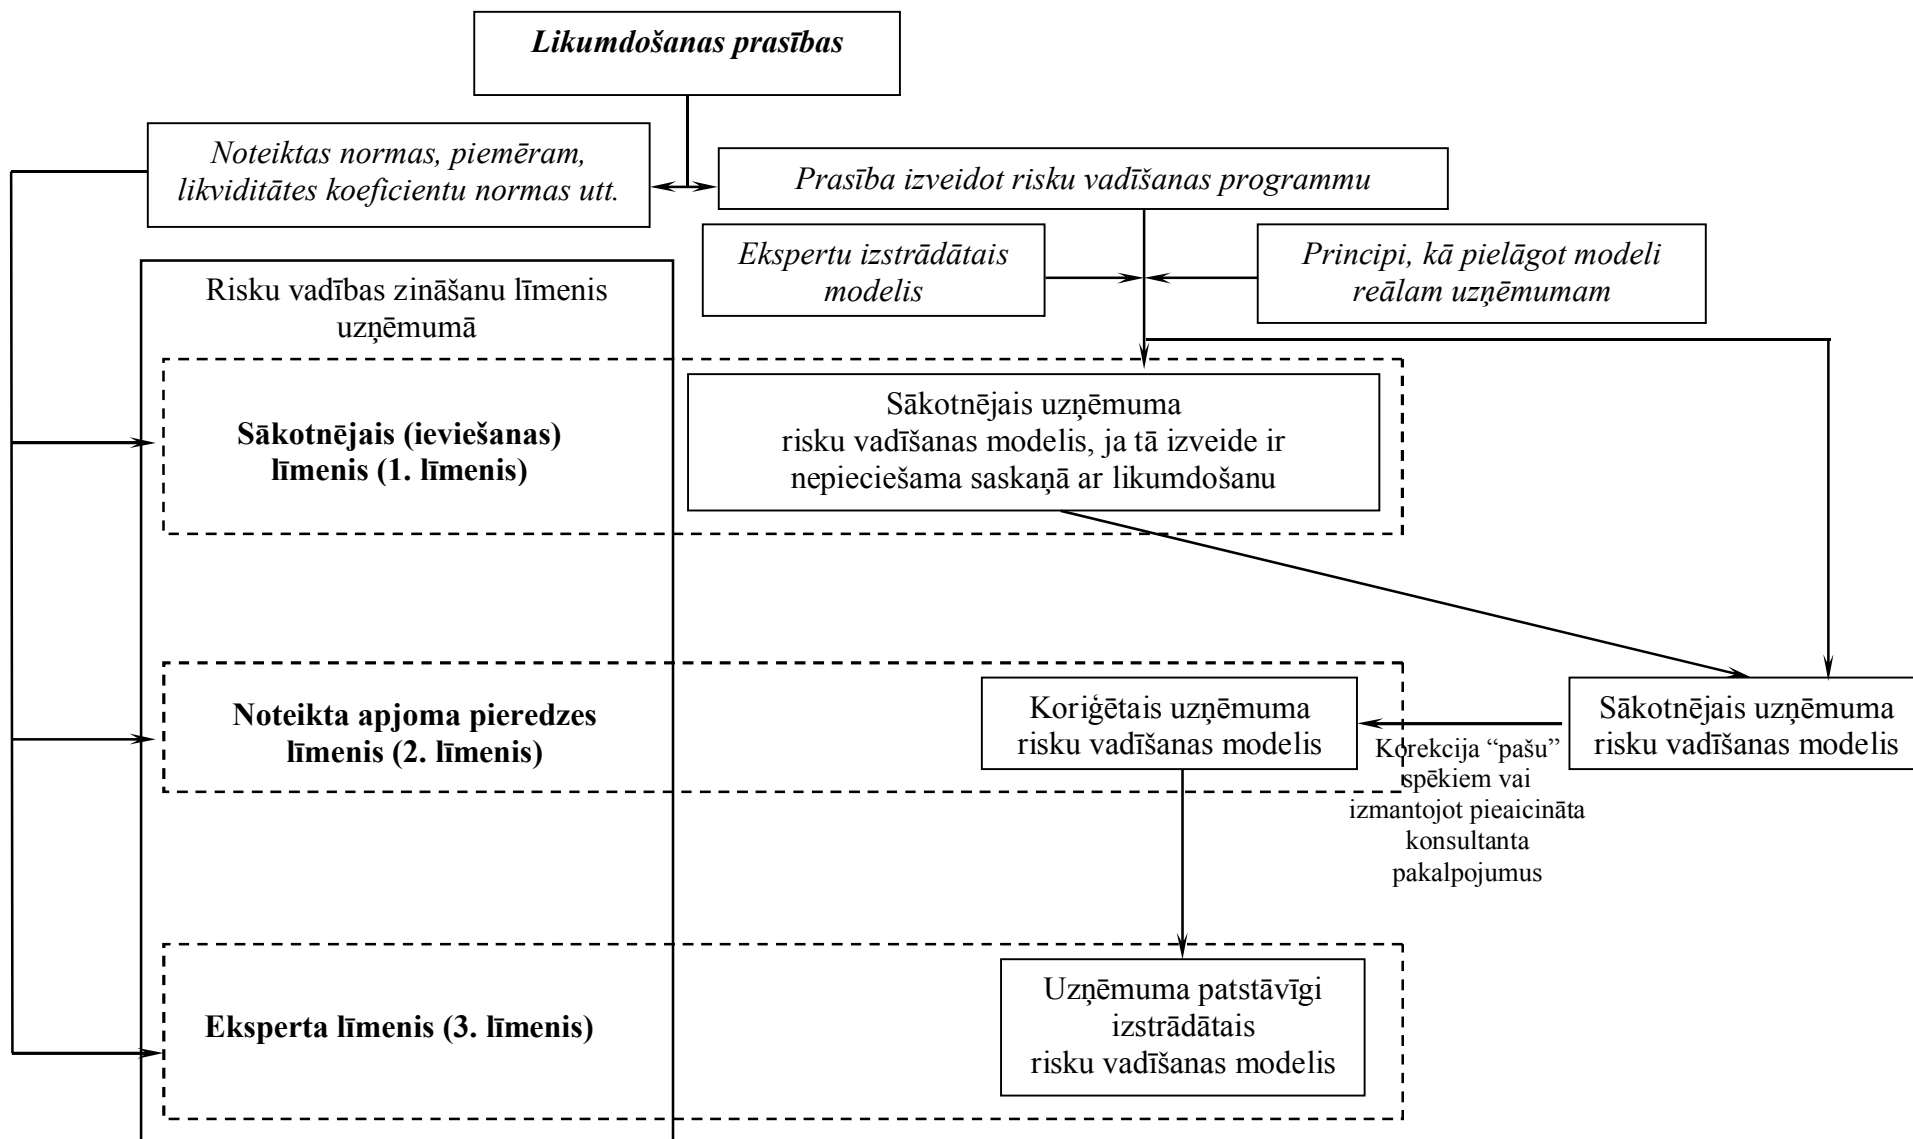 Likumdošanas prasības
Noteiktas normas, piemēram,
likviditātes koeficientu normas utt.
Prasība izveidot risku vadīšanas programmu
Ekspertu izstrādātais
modelis
Principi, kā pielāgot modeli
reālam uzņēmumam
Risku vadības zināšanu līmenis
uzņēmumā
Sākotnējais (ieviešanas)
līmenis (1. līmenis)
Sākotnējais uzņēmuma
risku vadīšanas modelis, ja tā izveide ir
nepieciešama saskaņā ar likumdošanu
Noteikta apjoma pieredzes
līmenis (2. līmenis)
Koriģētais uzņēmuma
risku vadīšanas modelis
Korekcija “pašu”
spēkiem vai
izmantojot pieaicināta
konsultanta
pakalpojumus
Sākotnējais uzņēmuma
risku vadīšanas modelis
Eksperta līmenis (3. līmenis)
Uzņēmuma patstāvīgi
izstrādātais
risku vadīšanas modelis